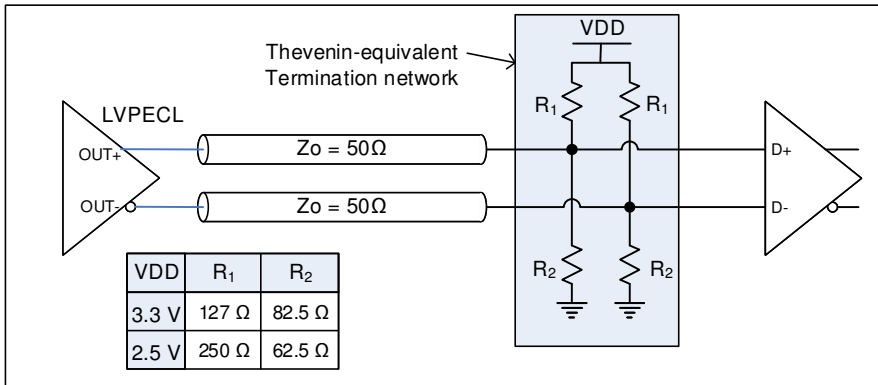 VDD
Thevenin-equivalent
Termination network
R₁ R₁
LVPECL
OUT+ Zo = 50Ω D+
OUT- Zo = 50Ω D-
R₂ R₂
VDD R₁ R₂
3.3 V 127 Ω 82.5 Ω
2.5 V 250 Ω 62.5 Ω